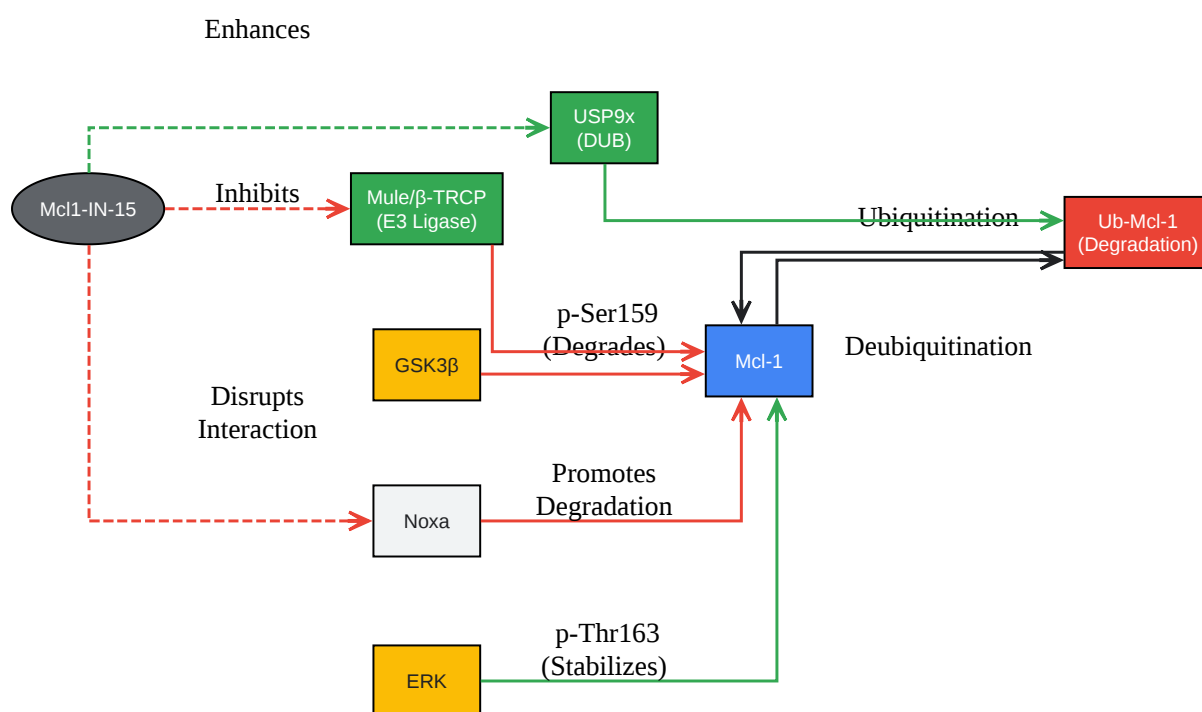 Enhances
USP9x
(DUB)
Mcl1-IN-15
Inhibits
Mule/β-TRCP
(E3 Ligase)
Ubiquitination
Ub-Mcl-1
(Degradation)
p-Ser159
(Degrades)
GSK3β
Mcl-1
Deubiquitination
Disrupts
Interaction
Promotes
Degradation
Noxa
p-Thr163
(Stabilizes)
ERK